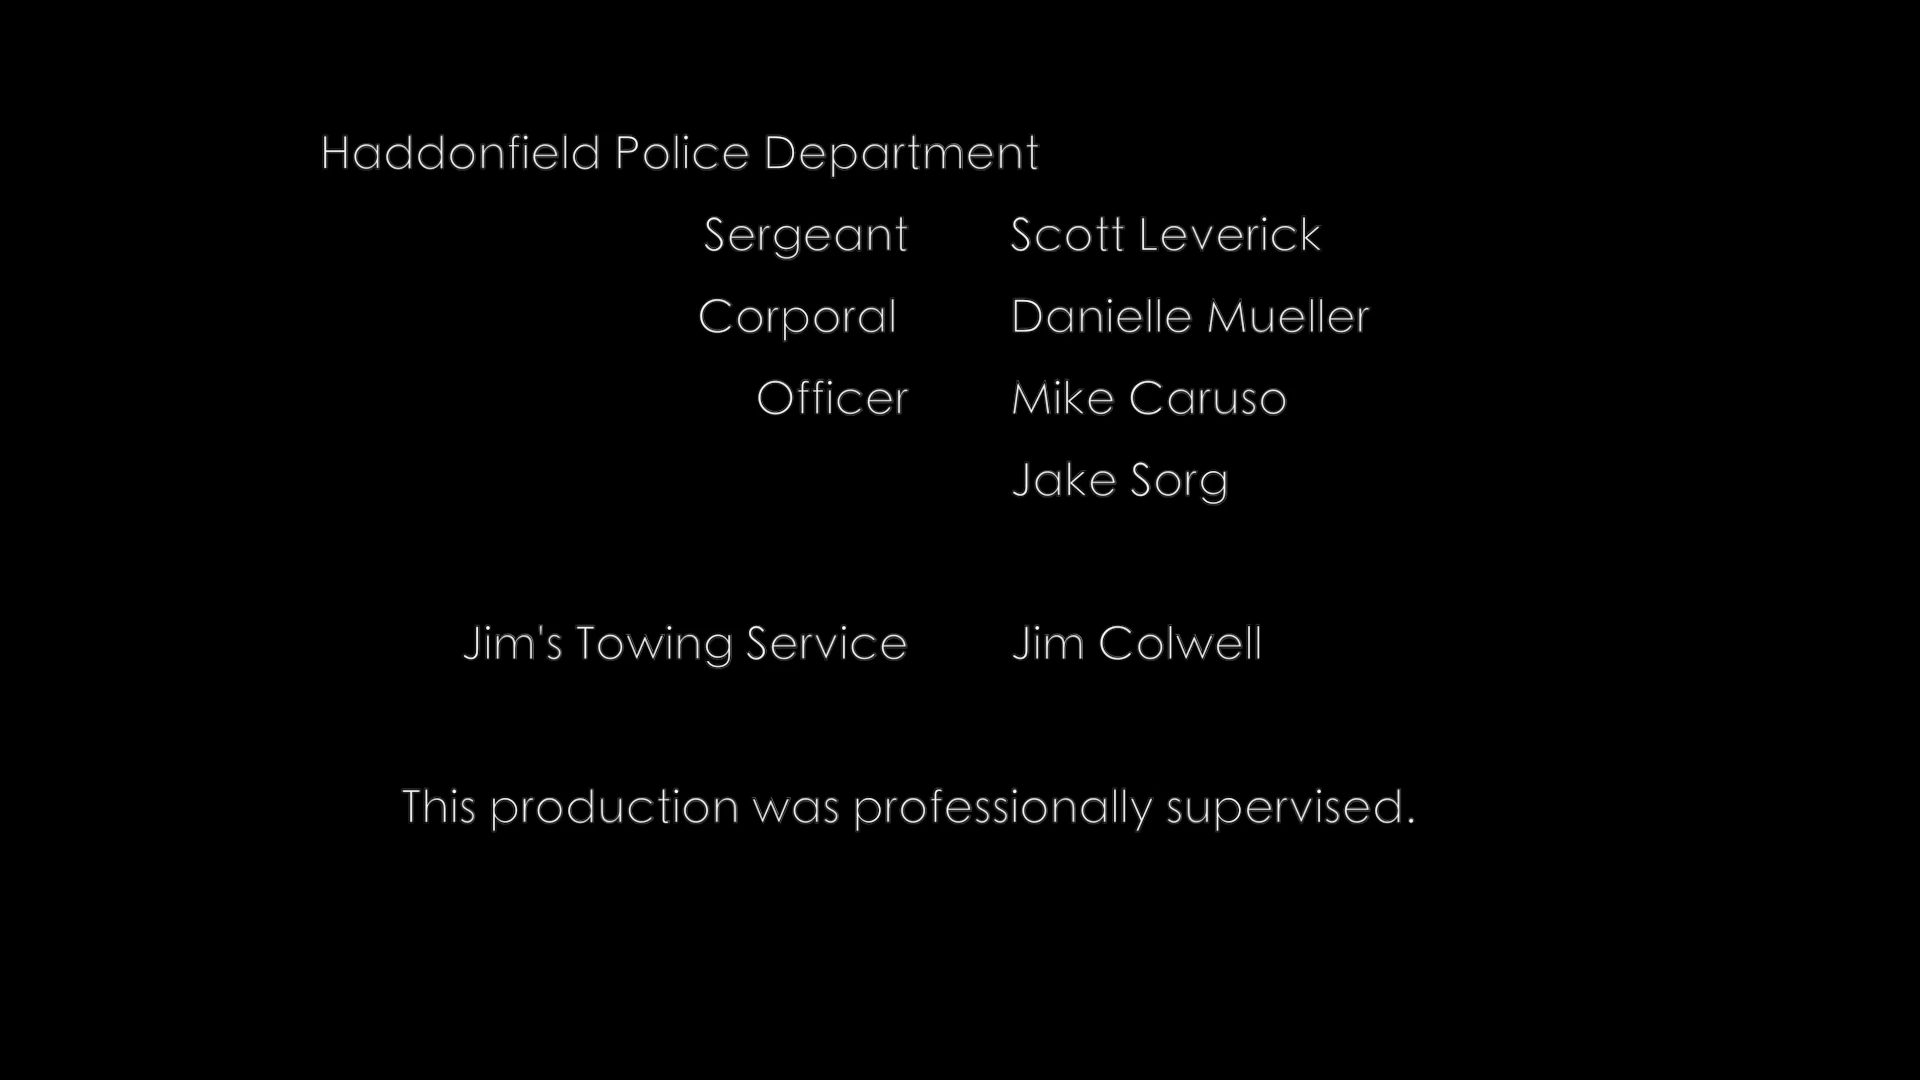 Haddonfield Police Department
Sergeant Scott Leverick
Corporal Danielle Mueller
Officer Mike Caruso
Jake Sorg
Jim's Towing Service Jim Colwell
This production was professionally supervised.